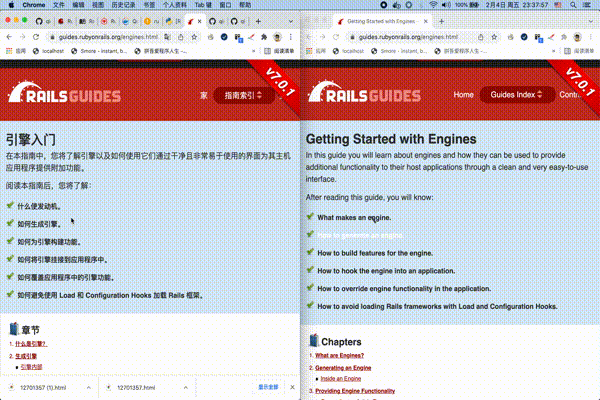 Chrome 文件 编辑 显示 历史记录 书签 个人资料 Tab 键 窗口 帮助
100% 2月4日 周五 23:37:57
guides.rubyonrails.org/engines.html
应用 localhost Smore - instant_b... 拼吾爱程序人生 -... 阅读清单
RAILSGUIDES
家
指南索引
v7.0.1
引擎入门
在本指南中，您将了解引擎以及如何使用它们通过干净且非常易于使用的界面为其主机
应用程序提供附加功能。
阅读本指南后，您将了解：
什么使发动机。
如何生成引擎。
如何为引擎构建功能。
如何将引擎挂接到应用程序中。
如何覆盖应用程序中的引擎功能。
如何避免使用 Load 和 Configuration Hooks 加载 Rails 框架。
章节
1. 什么是引擎？
2. 生成引擎
引擎内部
12701357 (1).html
12701357.html
显示全部
Getting Started with Engines
guides.rubyonrails.org/engines.html
应用 localhost Smore - instant_b... 拼吾爱程序人生 -... 阅读清单
RAILSGUIDES
Home
Guides Index
v7.0.1
Getting Started with Engines
In this guide you will learn about engines and how they can be used to provide
additional functionality to their host applications through a clean and very easy-to-use
interface.
After reading this guide, you will know:
What makes an engine.
How to generate an engine.
How to build features for the engine.
How to hook the engine into an application.
How to override engine functionality in the application.
How to avoid loading Rails frameworks with Load and Configuration Hooks.
Chapters
1. What are Engines?
2. Generating an Engine
Inside an Engine
3. Providing Engine Functionality